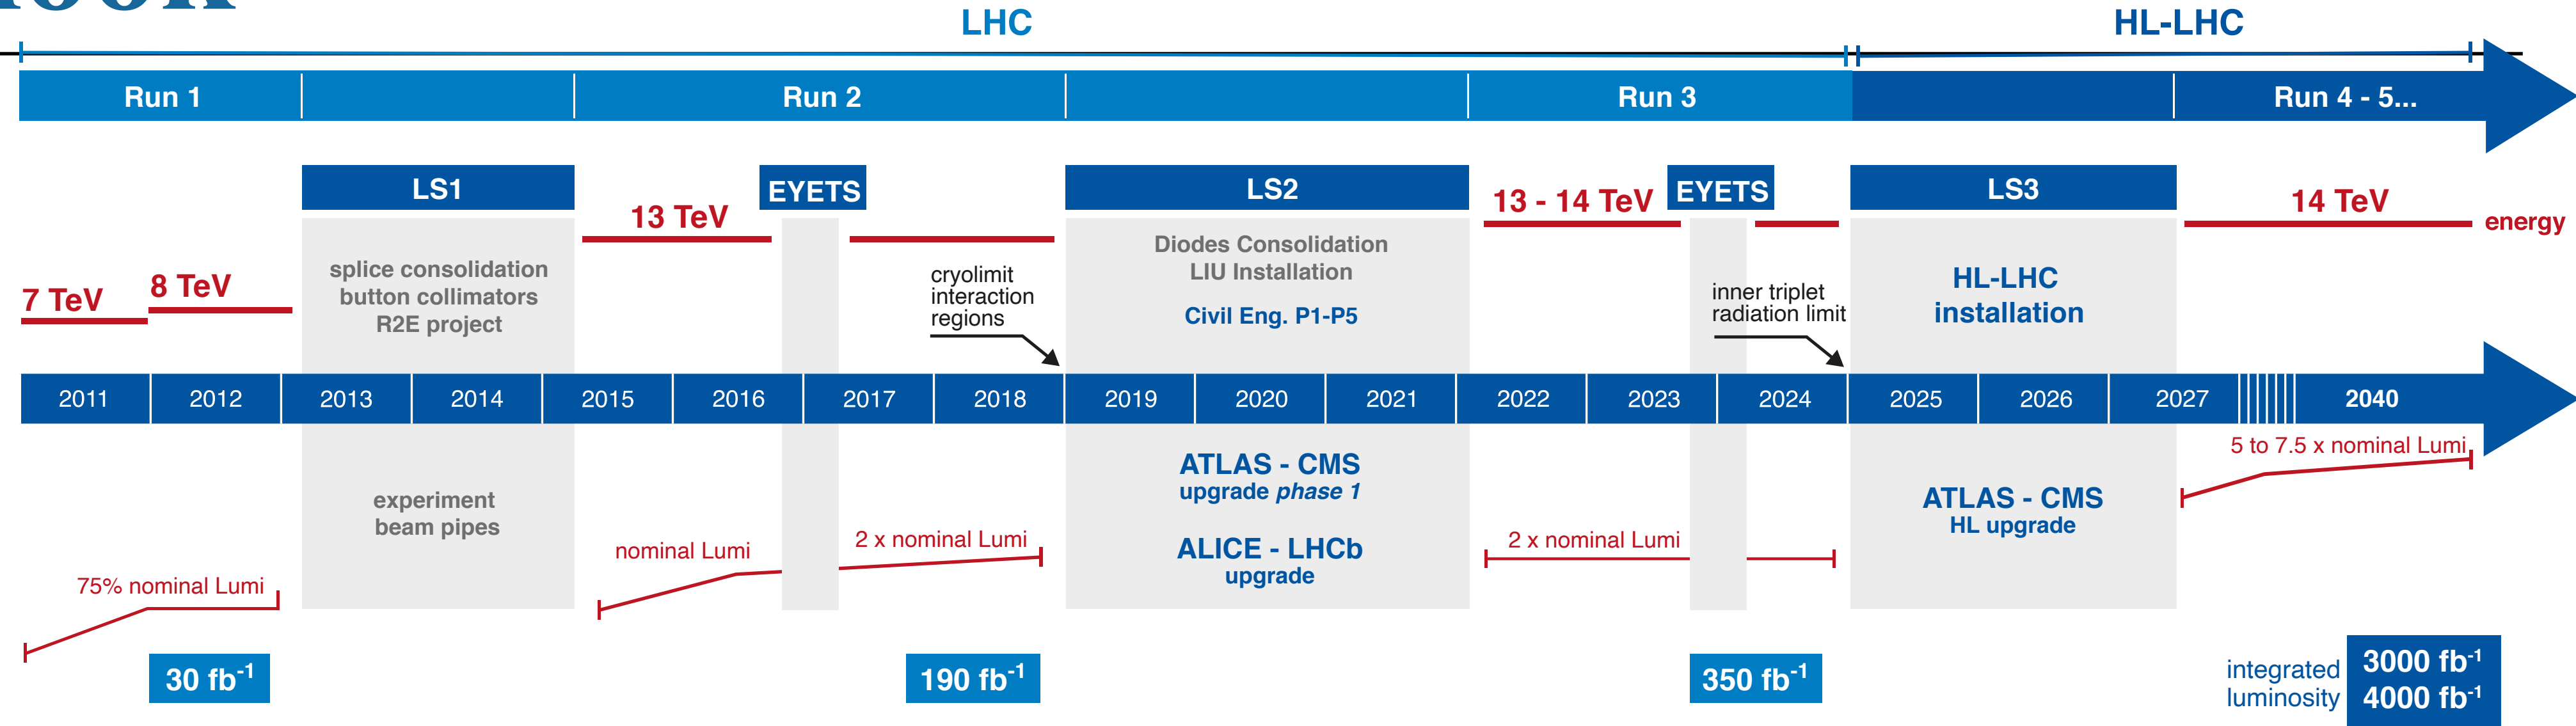 LHC
HL-LHC
Run 1
Run 2
Run 3
Run 4 - 5...
LS1
EYETS
LS2
EYETS
LS3
13 TeV
13 - 14 TeV
14 TeV
energy
7 TeV
8 TeV
splice consolidation
button collimators
R2E project
cryolimit
interaction
regions
Diodes Consolidation
LIU Installation
Civil Eng. P1-P5
inner triplet
radiation limit
HL-LHC
installation
2011 2012 2013 2014 2015 2016 2017 2018 2019 2020 2021 2022 2023 2024 2025 2026 2027 2040
5 to 7.5 x nominal Lumi
experiment
beam pipes
ATLAS - CMS
upgrade phase 1
ALICE - LHCb
upgrade
ATLAS - CMS
HL upgrade
75% nominal Lumi
nominal Lumi
2 x nominal Lumi
2 x nominal Lumi
30 fb⁻¹
190 fb⁻¹
350 fb⁻¹
integrated
luminosity
3000 fb⁻¹
4000 fb⁻¹